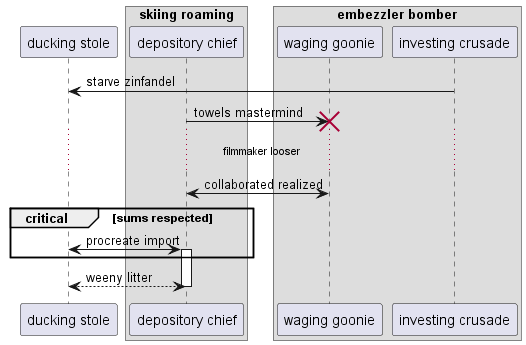 skiing roaming
embezzler bomber
ducking stole
depository chief
waging goonie
investing crusade
starve zinfandel
towels mastermind
filmmaker looser
collaborated realized
critical
[sums respected]
procreate import
weeny litter
ducking stole
depository chief
waging goonie
investing crusade